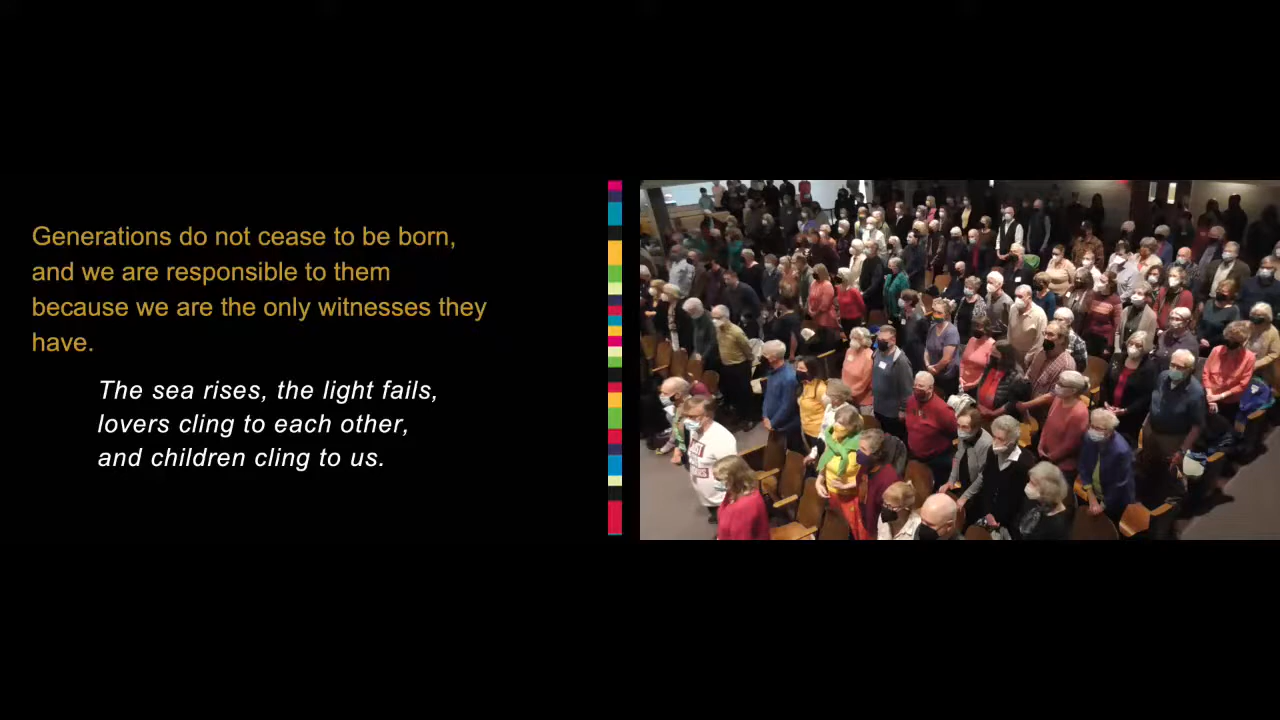 Generations do not cease to be born,
and we are responsible to them
because we are the only witnesses they
have.
The sea rises, the light fails,
lovers cling to each other,
and children cling to us.